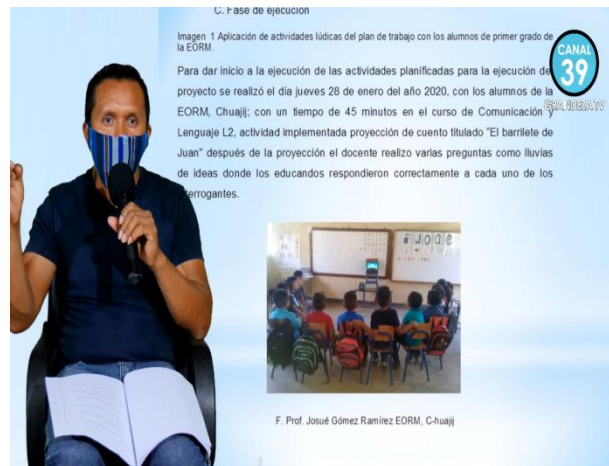 C. Fase de ejecución
Imagen 1 Aplicación de actividades lúdicas del plan de trabajo con los alumnos de primer grado de
la EORM.
Para dar inicio a la ejecución de las actividades planificadas para la ejecución de
proyecto se realizó el día jueves 28 de enero del año 2020, con los alumnos de la
EORM, Chuajij; con un tiempo de 45 minutos en el curso de Comunicación y
Lenguaje L2, actividad implementada proyección de cuento titulado "El barrilete de
Juan" después de la proyección el docente realizo varias preguntas como lluvias
de ideas donde los educandos respondieron correctamente a cada uno de los
terrogantes.
F. Prof. Josué Gómez Ramírez EORM, C-huajij
CANAL
39
GRANDEZA TV